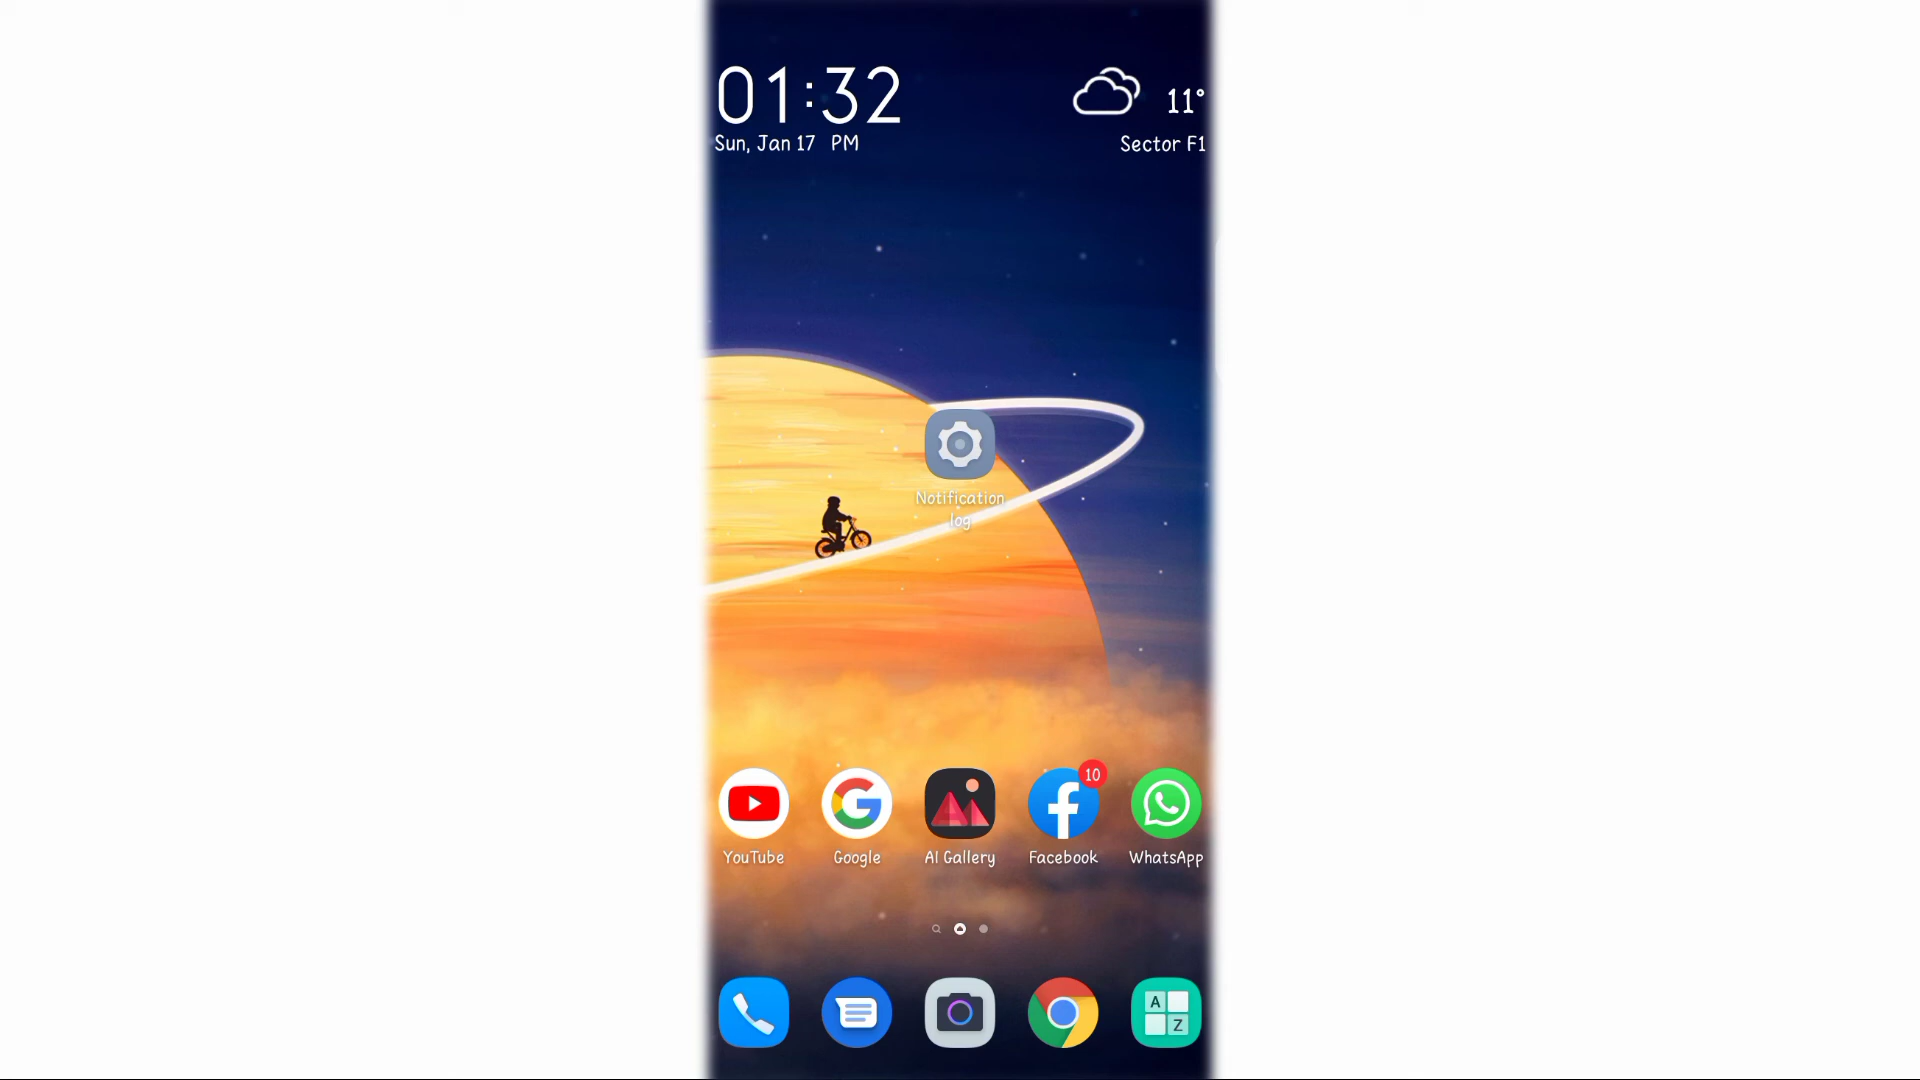 01:32
11°
Sun, Jan 17 PM
Sector F1
Notification
log
10
YouTube
Google
AI Gallery
Facebook
WhatsApp
A
Z